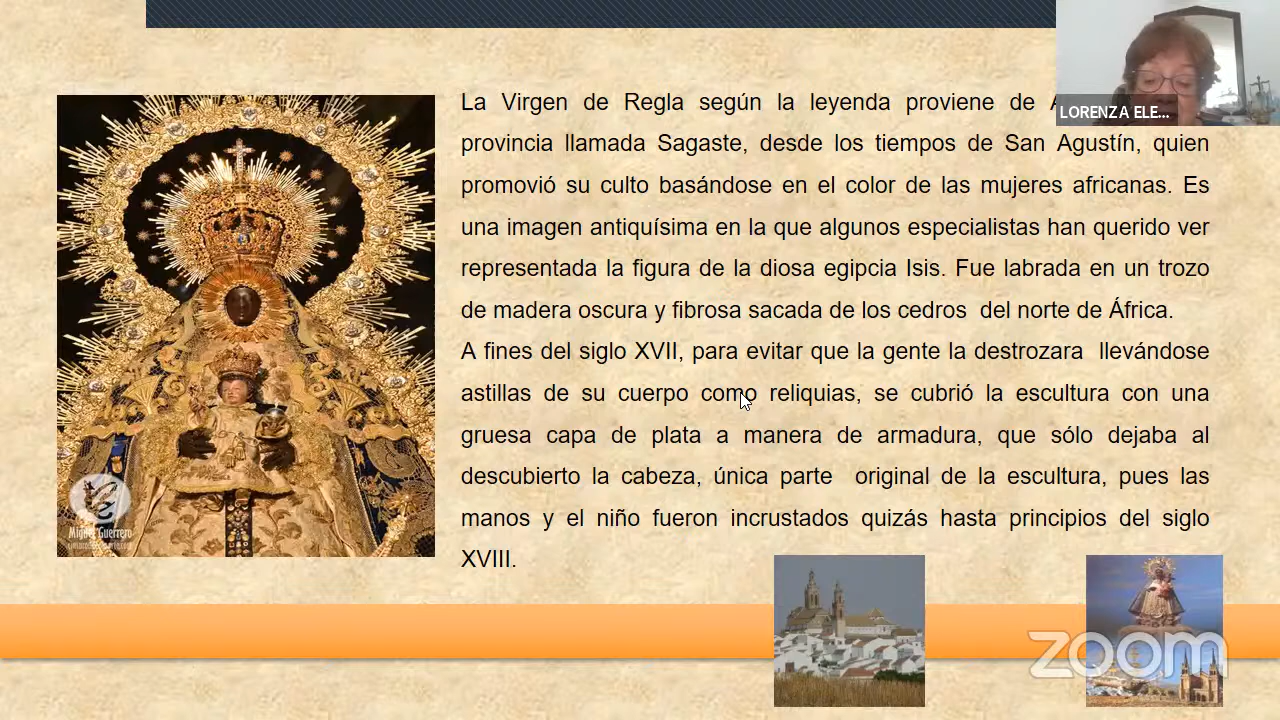 La Virgen de Regla según la leyenda proviene de
provincia llamada Sagaste, desde los tiempos de San Agustín, quien
promovió su culto basándose en el color de las mujeres africanas. Es
una imagen antiquísima en la que algunos especialistas han querido ver
representada la figura de la diosa egipcia Isis. Fue labrada en un trozo
de madera oscura y fibrosa sacada de los cedros del norte de África.
A fines del siglo XVII, para evitar que la gente la destrozara llevándose
astillas de su cuerpo como reliquias, se cubrió la escultura con una
gruesa capa de plata a manera de armadura, que sólo dejaba al
descubierto la cabeza, única parte original de la escultura, pues las
manos y el niño fueron incrustados quizás hasta principios del siglo
XVIII.
LORENZA ELE...
Miguel Guerrero
zoom